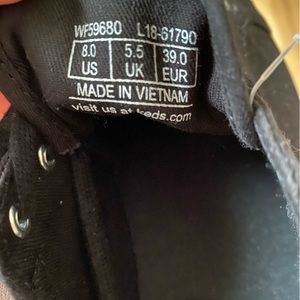 WF59680 L18-61790
8.0 5.5 39.0
US UK EUR
MADE IN VIETNAM
visit us at keds.com